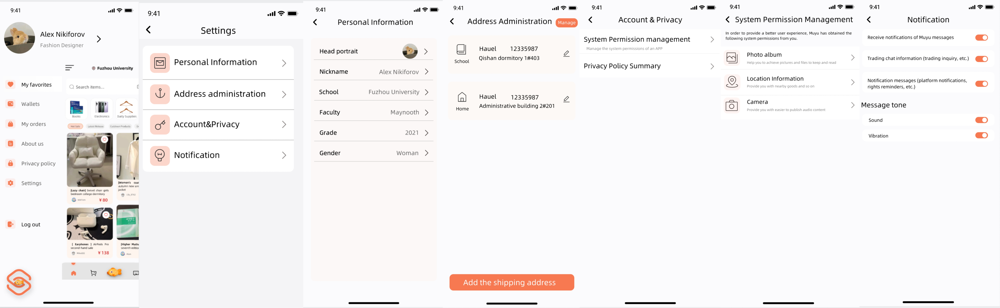 9:41
Alex Nikiforov
Fashion Designer
Fuzhou University
My favorites
Search items...
Wallets
Books
Electronics
Daily Supplies
My orders
Hot Sale
Latest Release
Cutdown Products
About us
Privacy policy
Settings
[Lazy chair] Swivel chair girls
bedroom college dormitory
¥ 80
[Women's coat
autumn new sim
jacket
Lily_9762
Log out
[ Earphones ] AirPods Pro
second-hand sale
¥ 138
[Higher Mathe
seventh editio
Alan
9:41
Settings
Personal Information
Address administration
Account&Privacy
Notification
9:41
Personal Information
Head portrait
Nickname Alex Nikiforov
School Fuzhou University
Faculty Maynooth
Grade 2021
Gender Woman
9:41
Address Administration
Manage
School
Hauel 12335987
Qishan dormitory 1#403
Home
Hauel 12335987
Administrative building 2#201
Add the shipping address
9:41
Account & Privacy
System Permission management
Manage the system permissions of an APP
Privacy Policy Summary
9:41
System Permission Management
In order to provide a better user experience, Muyu has obtained the
following system permissions from you.
Photo album
Help you to achieve pictures and files to keep and read
Location Information
Provide you with nearby goods and so on
Camera
Provide you with easier to publish audio content
9:41
Notification
Receive notifications of Muyu messages
Trading chat information (trading inquiry, etc.)
Notification messages (platform notifications,
rights reminders, etc.)
Message tone
Sound
Vibration